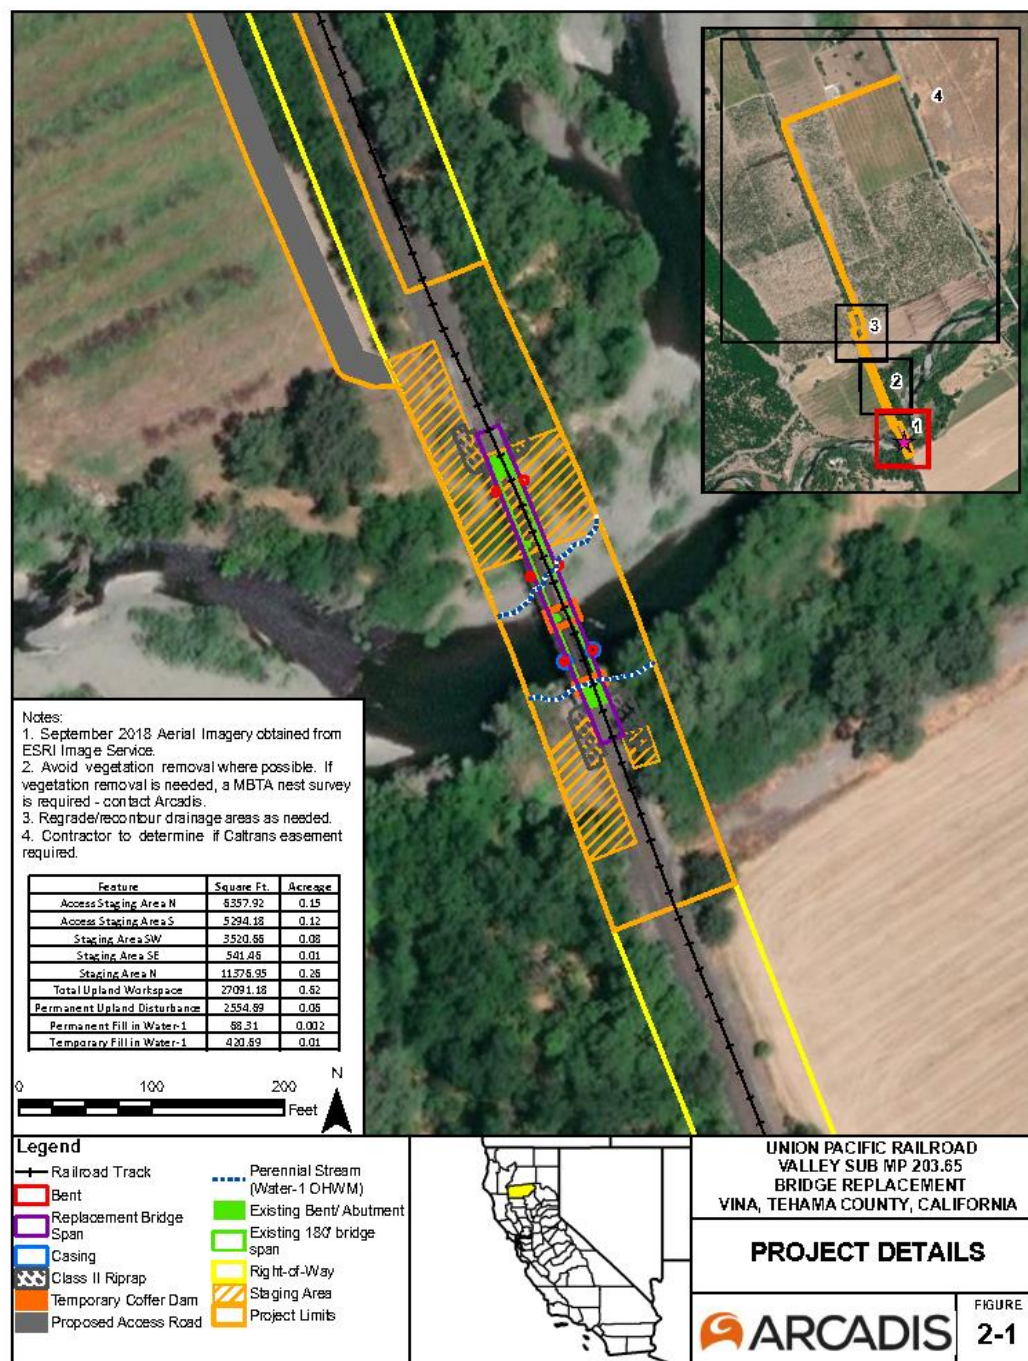 4
3
2
1
Notes:
1. September 2018 Aerial Imagery obtained from
ESRI Image Service.
2. Avoid vegetation removal where possible. If
vegetation removal is needed, a MBTA nest survey
is required - contact Arcadis.
3. Regrade/recontour drainage areas as needed.
4. Contractor to determine if Caltrans easement
required.
Feature Square Ft. Acreage
Access Staging Area N 6357.92 0.15
Access Staging Area S 5294.18 0.12
Staging Area SW 3520.66 0.08
Staging Area SE 541.46 0.01
Staging Area N 11376.95 0.26
Total Upland Workspace 27091.18 0.62
Permanent Upland Disturbance 2554.69 0.06
Permanent Fill in Water-1 68.31 0.002
Temporary Fill in Water-1 420.69 0.01
N
0 100 200
Feet
Legend
Railroad Track
Bent
Replacement Bridge
Span
Casing
Class II Riprap
Temporary Coffer Dam
Proposed Access Road
Perennial Stream
(Water-1 OHWM)
Existing Bent/ Abutment
Existing 180' bridge
span
Right-of-Way
Staging Area
Project Limits
UNION PACIFIC RAILROAD
VALLEY SUB MP 203.65
BRIDGE REPLACEMENT
VINA, TEHAMA COUNTY, CALIFORNIA
PROJECT DETAILS
ARCADIS
FIGURE
2-1